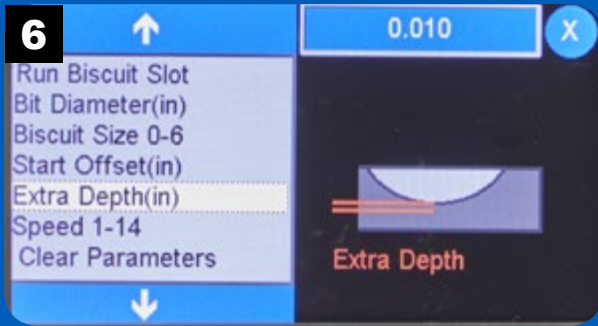 6
0.010
X
Run Biscuit Slot
Bit Diameter(in)
Biscuit Size 0-6
Start Offset(in)
Extra Depth(in)
Speed 1-14
Clear Parameters
Extra Depth